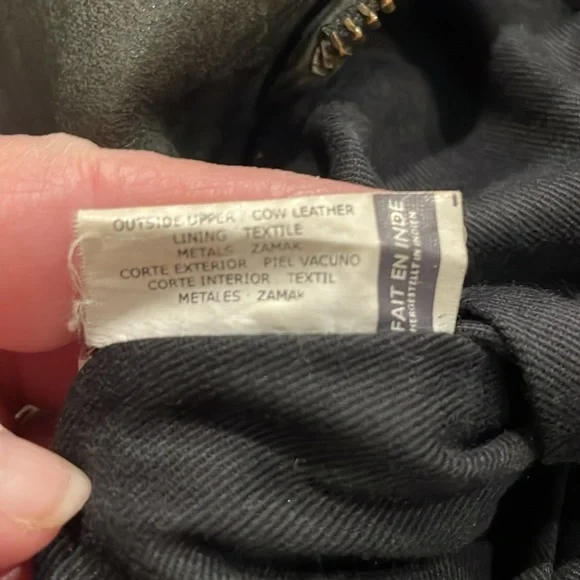 OUTSIDE UPPER / COW LEATHER
LINING TEXTILE
METALS ZAMAK
CORTE EXTERIOR PIEL VACUNO
CORTE INTERIOR TEXTIL
METALES ZAMAK
FAIT EN INDE
HERGESTELLT IN INDIEN